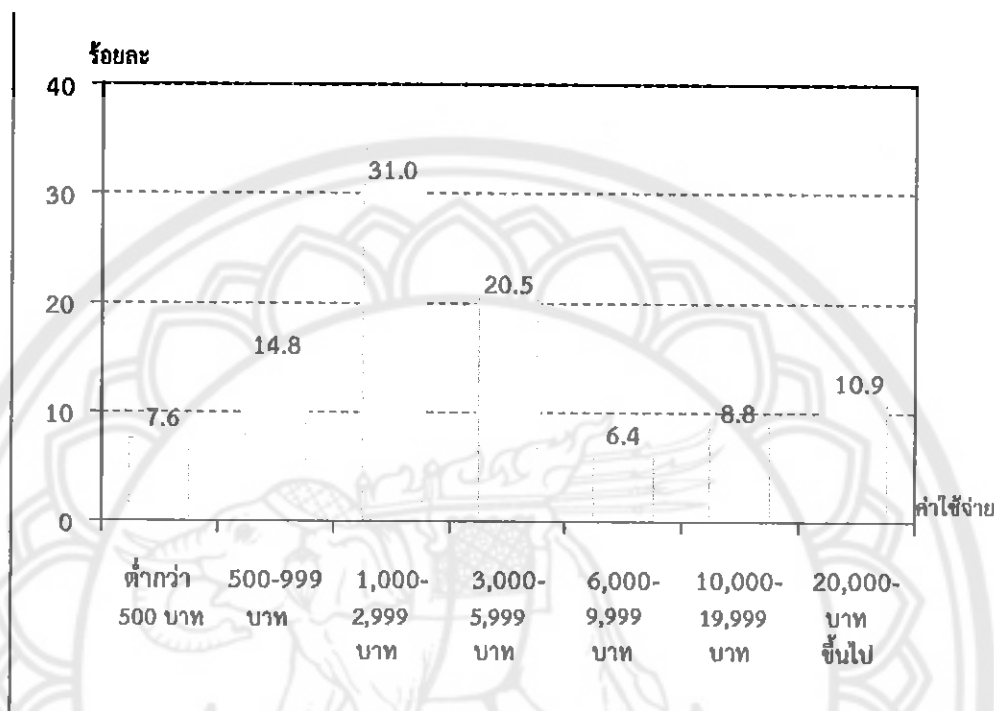 ร้อยละ
40
31.0
30
20.5
20
14.8
10.9
10
7.6
8.8
6.4
0
ค่าใช้จ่าย
ต่ำกว่า 500-999 1,000- 3,000- 6,000- 10,000- 20,000-
500 บาท บาท 2,999 5,999 9,999 19,999 บาท
บาท บาท บาท บาท ขึ้นไป